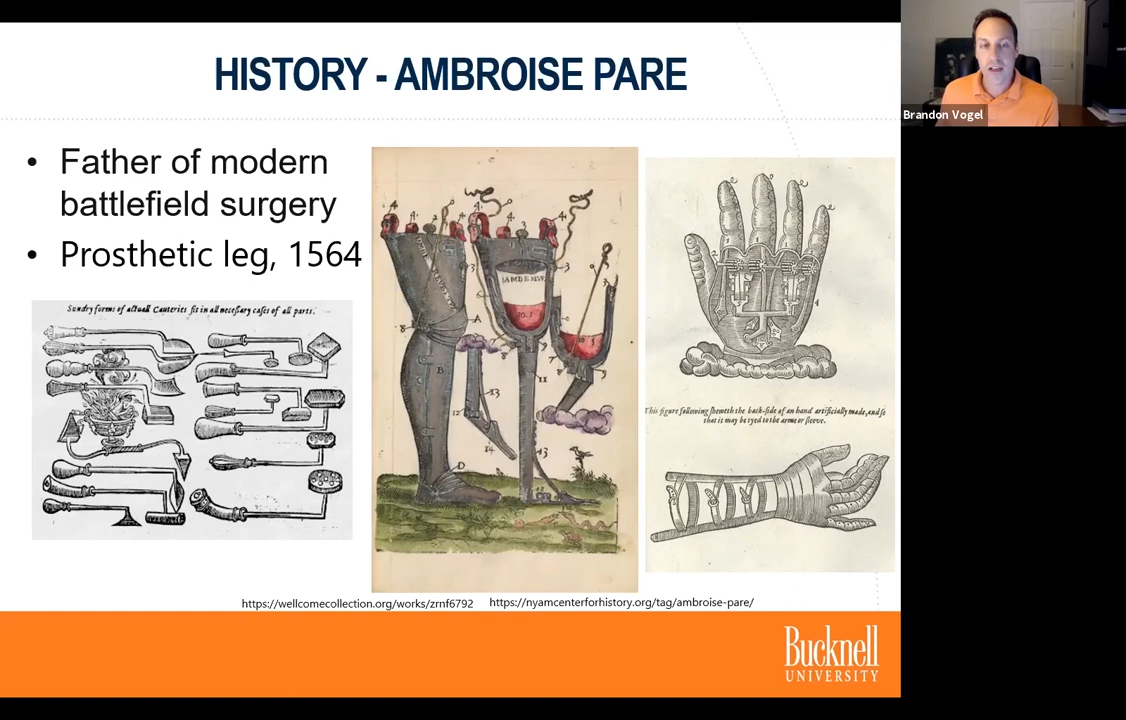 HISTORY - AMBROISE PARE
Brandon Vogel
• Father of modern
battlefield surgery
• Prosthetic leg, 1564
Sundry forms of actuall Cauteries fit in all necessary cases of all parts.
This figure following sheweth the back-side of an hand artificially made, and so
that is may be tyed to the arme or sleeve.
https://wellcomecollection.org/works/zrnf6792
https://nyamcenterforhistory.org/tag/ambroise-pare/
Bucknell
UNIVERSITY